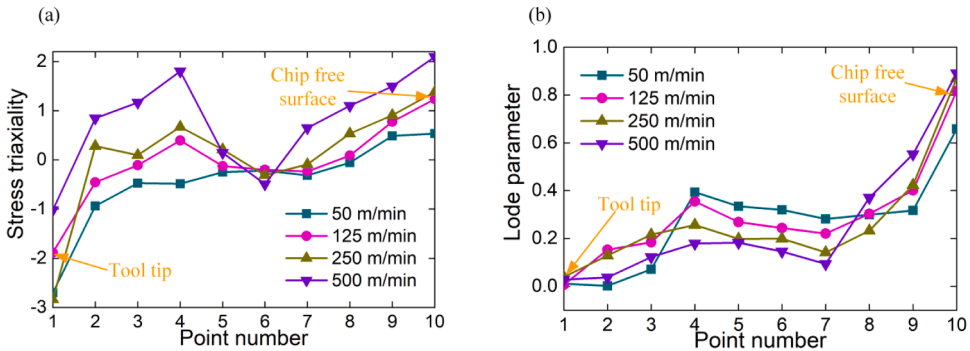 (a)
Stress triaxiality
2
1
0
-1
-2
-3
Chip free
surface
Tool tip
50 m/min
125 m/min
250 m/min
500 m/min
1 2 3 4 5 6 7 8 9 10
Point number
(b)
Lode parameter
1.0
0.8
0.6
0.4
0.2
0.0
50 m/min
125 m/min
250 m/min
500 m/min
Chip free
surface
Tool tip
1 2 3 4 5 6 7 8 9 10
Point number